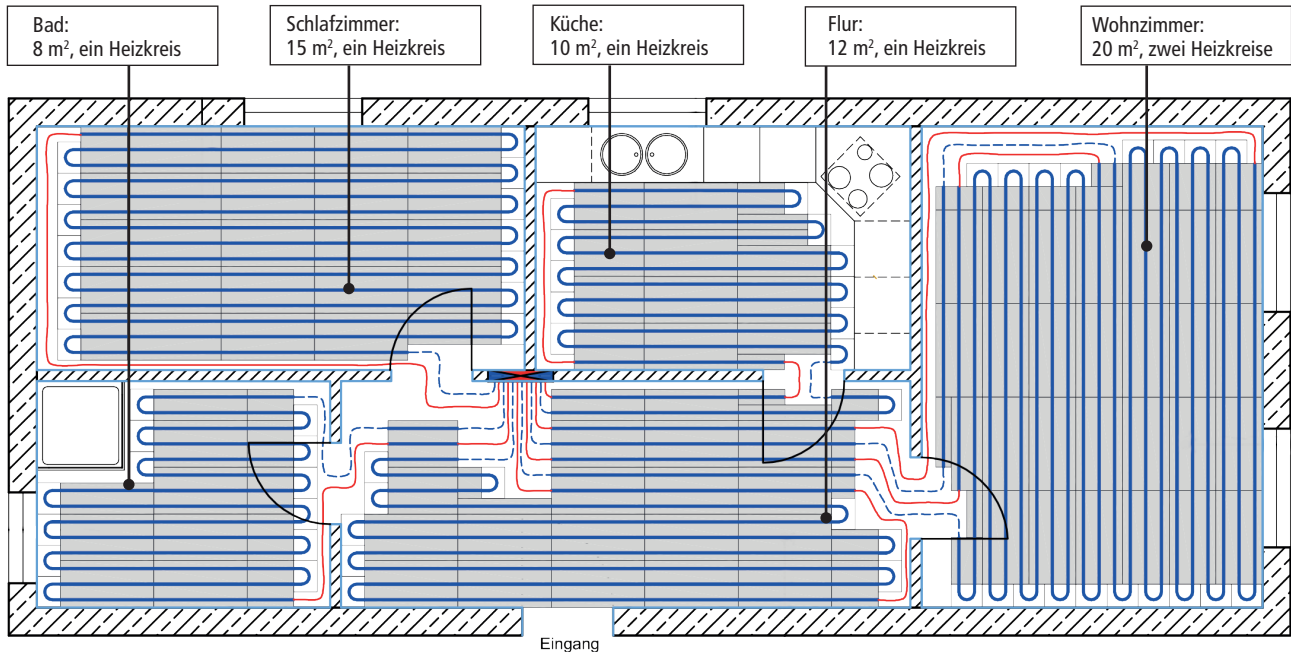 Bad:
8 m², ein Heizkreis
Schlafzimmer:
15 m², ein Heizkreis
Küche:
10 m², ein Heizkreis
Flur:
12 m², ein Heizkreis
Wohnzimmer:
20 m², zwei Heizkreise
Eingang